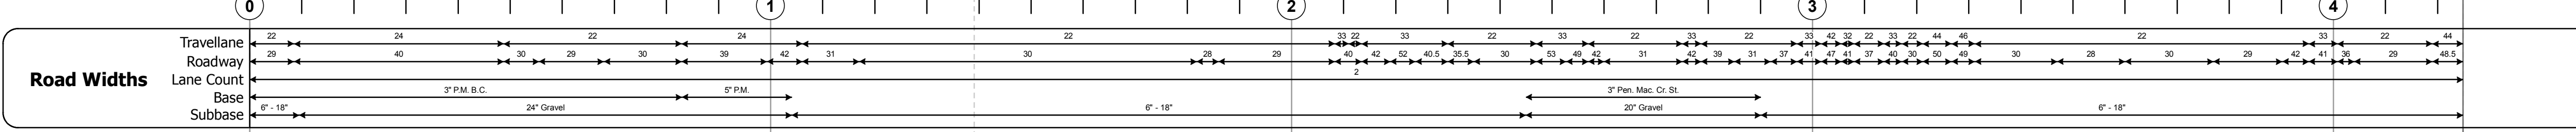 0 1 2 3 4
22 24 22 24 22 33 22 33 22 33 22 33 22 33 42 32 22 33 22 44 46 22 33 22 44
Travellane
29 40 30 29 30 39 42 31 30 28 29 40 42 52 40.5 35.5 30 53 49 42 31 42 39 31 37 41 47 41 37 40 30 50 49 30 28 30 29 42 41 36 29 48.5
Roadway
2
Road Widths
Lane Count
3" P.M. B.C. 5" P.M. 3" Pen. Mac. Cr. St.
Base
6" - 18" 24" Gravel 6" - 18" 20" Gravel 6" - 18"
Subbase